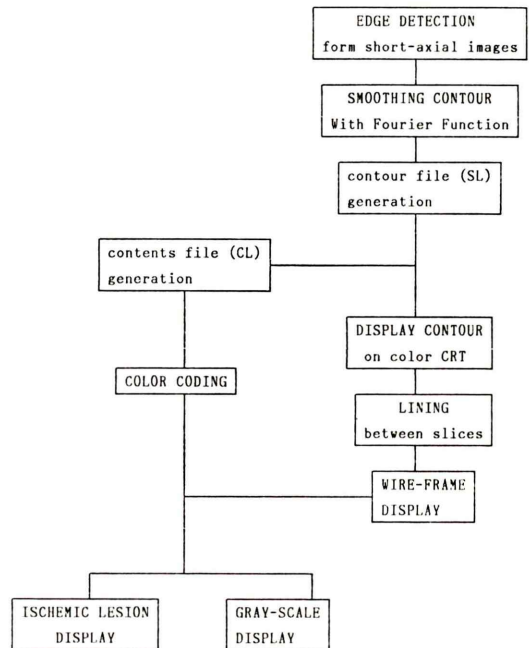 EDGE DETECTION
form short-axial images
SMOOTHING CONTOUR
With Fourier Function
contour file (SL)
generation
contents file (CL)
generation
DISPLAY CONTOUR
on color CRT
COLOR CODING
LINING
between slices
WIRE-FRAME
DISPLAY
ISCHEMIC LESION
DISPLAY
GRAY-SCALE
DISPLAY